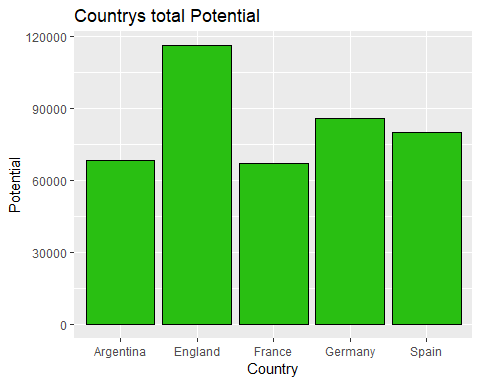 Countrys total Potential
120000
90000
60000
30000
0
Potential
Argentina England France Germany Spain
Country